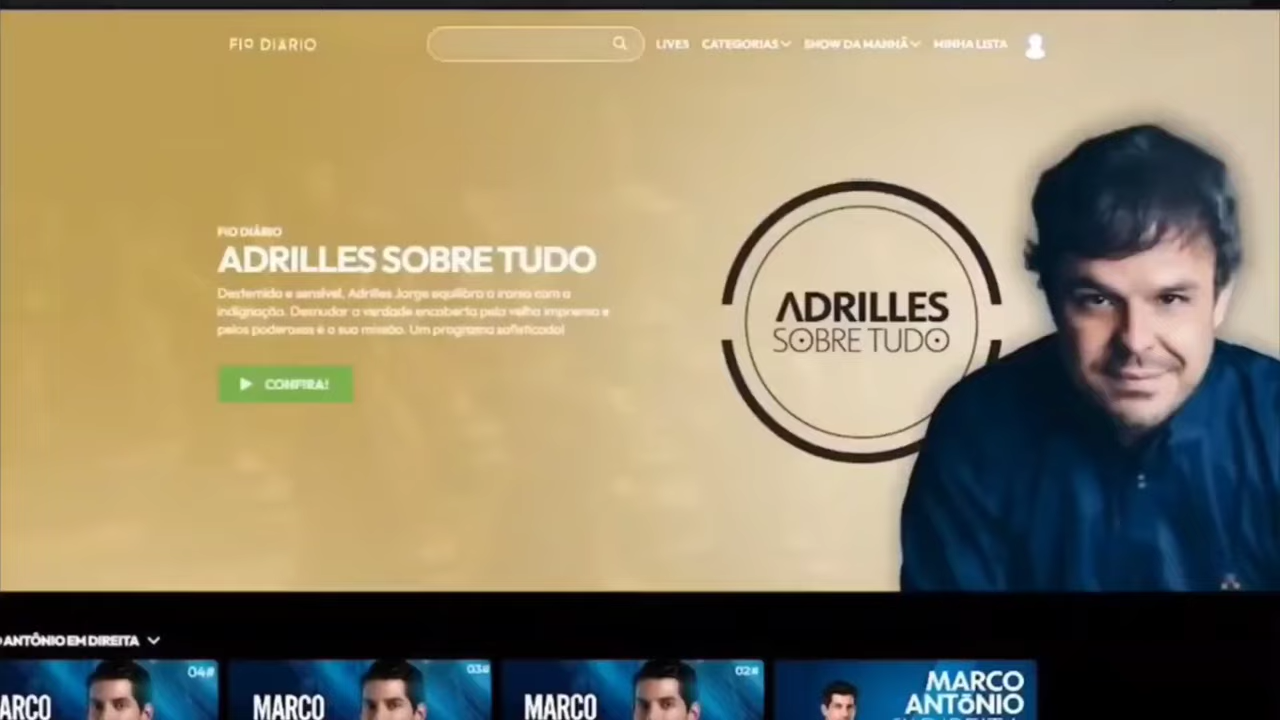 FIO DIÁRIO
LIVES
CATEGORIAS
SHOW DA MANHÃ
MINHA LISTA
FIO DIÁRIO
ADRILLES SOBRE TUDO
Destemido e sensível, Adrilles Jorge equilibra a ironia com a
indignação. Desnudar a verdade encoberta pela velha imprensa e
pelos poderosos é a sua missão. Um programa sofisticado!
CONFIRA!
ADRILLES
SOBRE TUDO
ANTÔNIO EM DIREITA
04#
MARCO
03#
MARCO
02#
MARCO
MARCO
ANTÔNIO